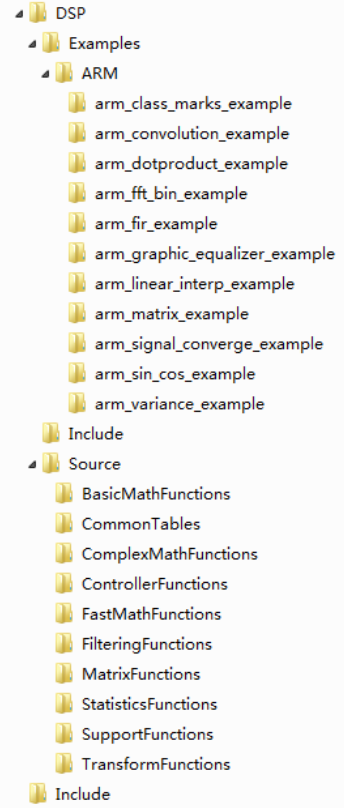 DSP
Examples
ARM
arm_class_marks_example
arm_convolution_example
arm_dotproduct_example
arm_fft_bin_example
arm_fir_example
arm_graphic_equalizer_example
arm_linear_interp_example
arm_matrix_example
arm_signal_converge_example
arm_sin_cos_example
arm_variance_example
Include
Source
BasicMathFunctions
CommonTables
ComplexMathFunctions
ControllerFunctions
FastMathFunctions
FilteringFunctions
MatrixFunctions
StatisticsFunctions
SupportFunctions
TransformFunctions
Include